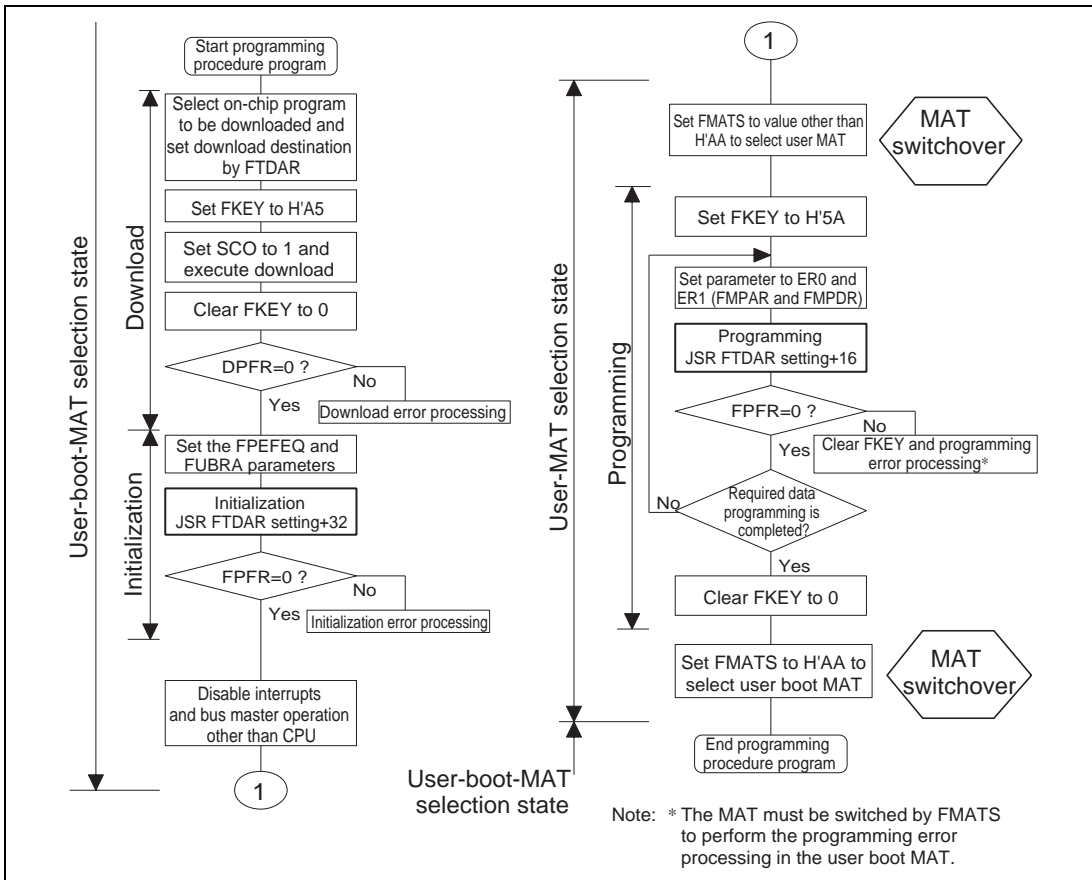 Start programming
procedure program
Select on-chip program
to be downloaded and
set download destination
by FTDAR
Set FKEY to H'A5
Set SCO to 1 and
execute download
Clear FKEY to 0
DPFR=0 ?
No
Yes
Download error processing
Set the FPEFEQ and
FUBRA parameters
Initialization
JSR FTDAR setting+32
FPFR=0 ?
No
Yes
Initialization error processing
Disable interrupts
and bus master operation
other than CPU
1
User-boot-MAT selection state
Download
Initialization
1
Set FMATS to value other than
H'AA to select user MAT
MAT
switchover
Set FKEY to H'5A
Set parameter to ER0 and
ER1 (FMPAR and FMPDR)
Programming
JSR FTDAR setting+16
FPFR=0 ?
No
Yes
Clear FKEY and programming
error processing*
No
Required data
programming is
completed?
Yes
Clear FKEY to 0
Set FMATS to H'AA to
select user boot MAT
MAT
switchover
End programming
procedure program
User-MAT selection state
Programming
User-boot-MAT
selection state
Note: * The MAT must be switched by FMATS
to perform the programming error
processing in the user boot MAT.